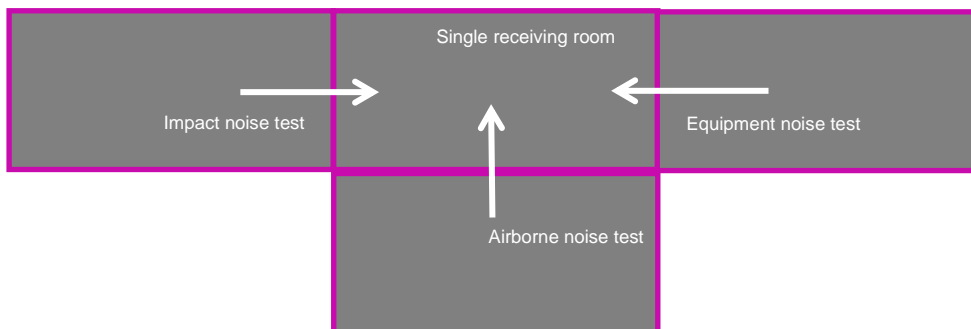 Single receiving room
Impact noise test
Equipment noise test
Airborne noise test